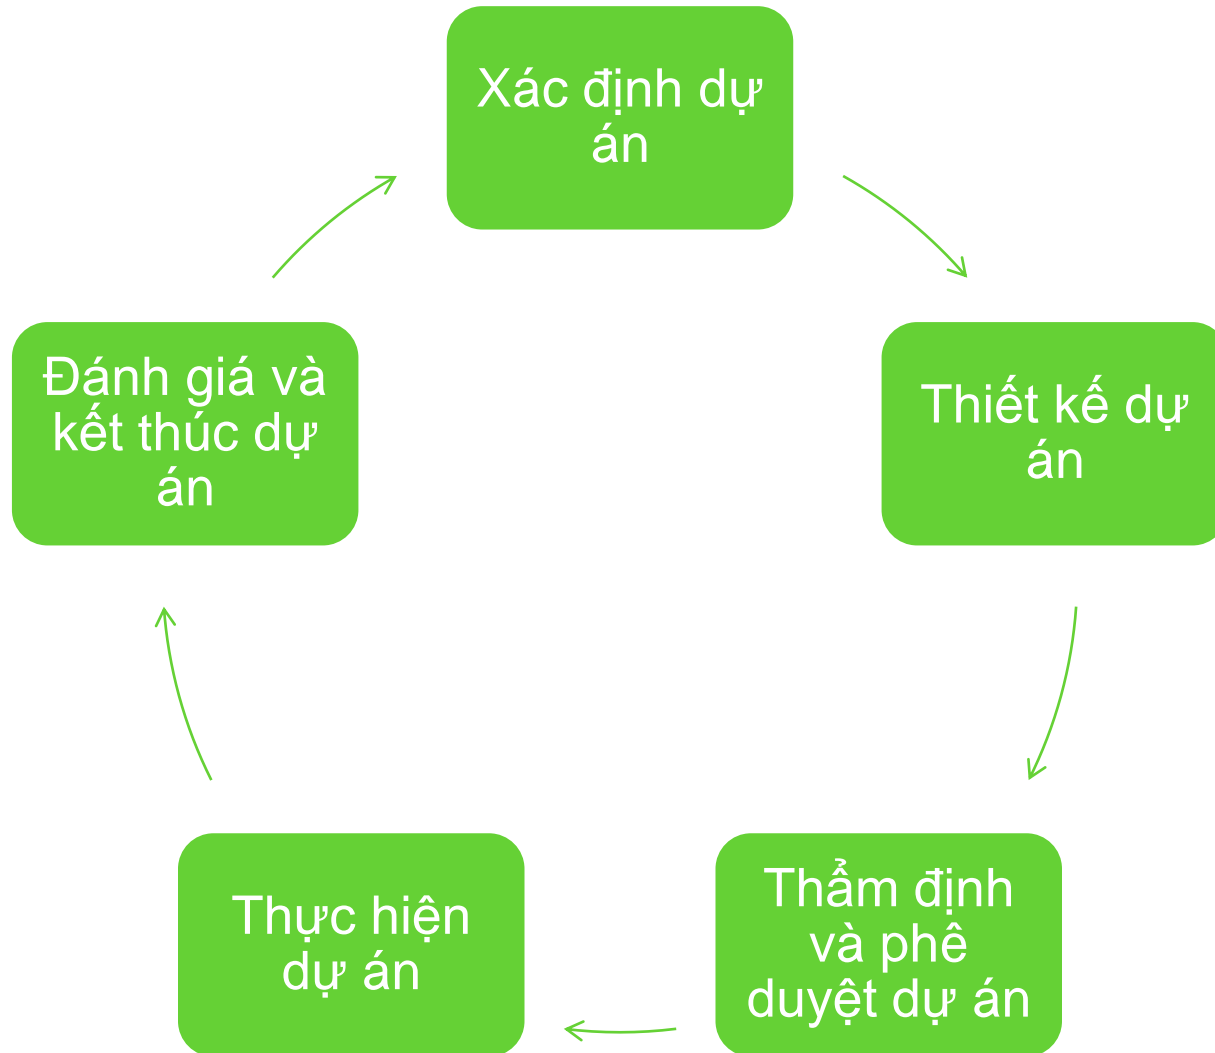 Xác định dự
án
Thiết kế dự
án
Thẩm định
và phê
duyệt dự án
Thực hiện
dự án
Đánh giá và
kết thúc dự
án